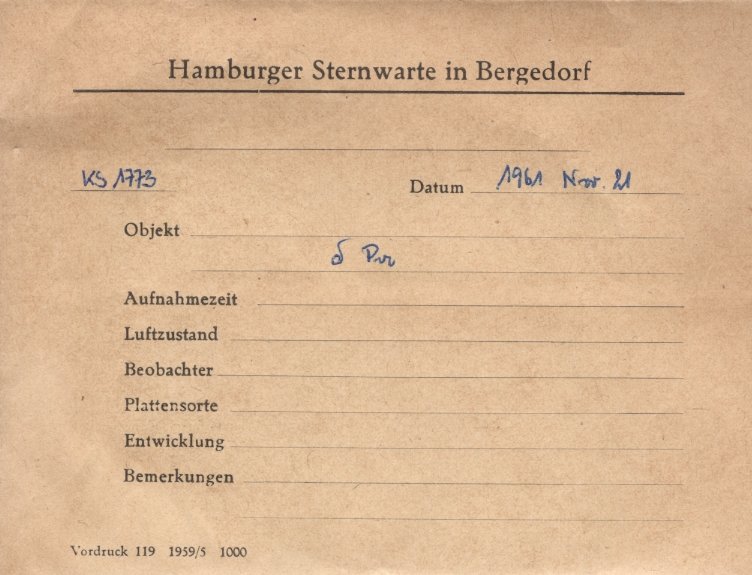 Hamburger Sternwarte in Bergedorf
KS 1773 Datum 1961 Nov. 21
Objekt
δ
Aufnahmezeit
Luftzustand
Beobachter
Plattensorte
Entwicklung
Bemerkungen
Vordruck 119 1959/5 1000